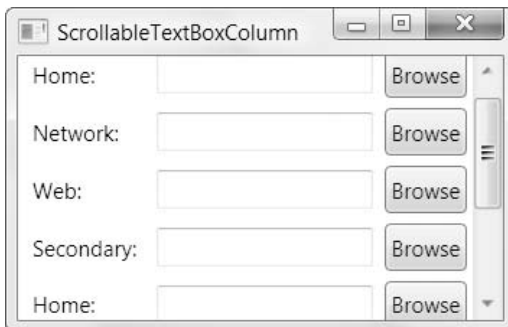 ScrollableTextBoxColumn
Home: Browse
Network: Browse
Web: Browse
Secondary: Browse
Home: Browse